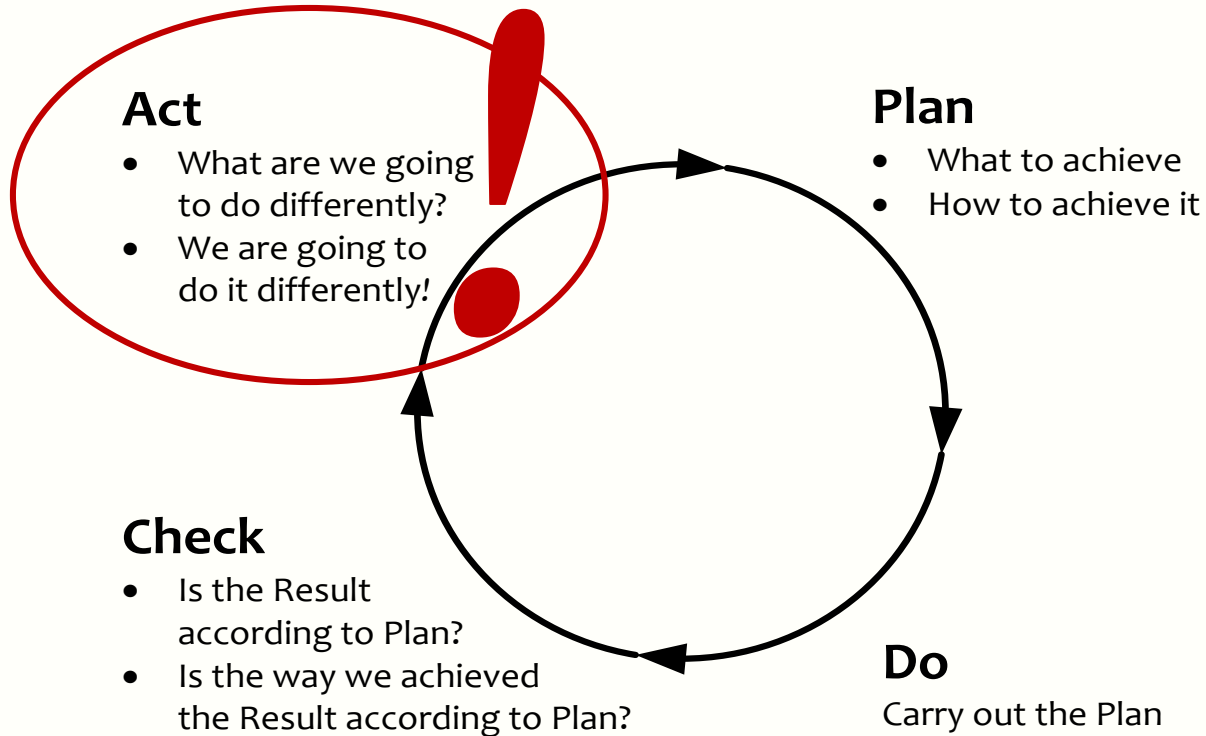 Act
• What are we going
to do differently?
• We are going to
do it differently!
Plan
• What to achieve
• How to achieve it
Check
• Is the Result
according to Plan?
• Is the way we achieved
the Result according to Plan?
Do
Carry out the Plan